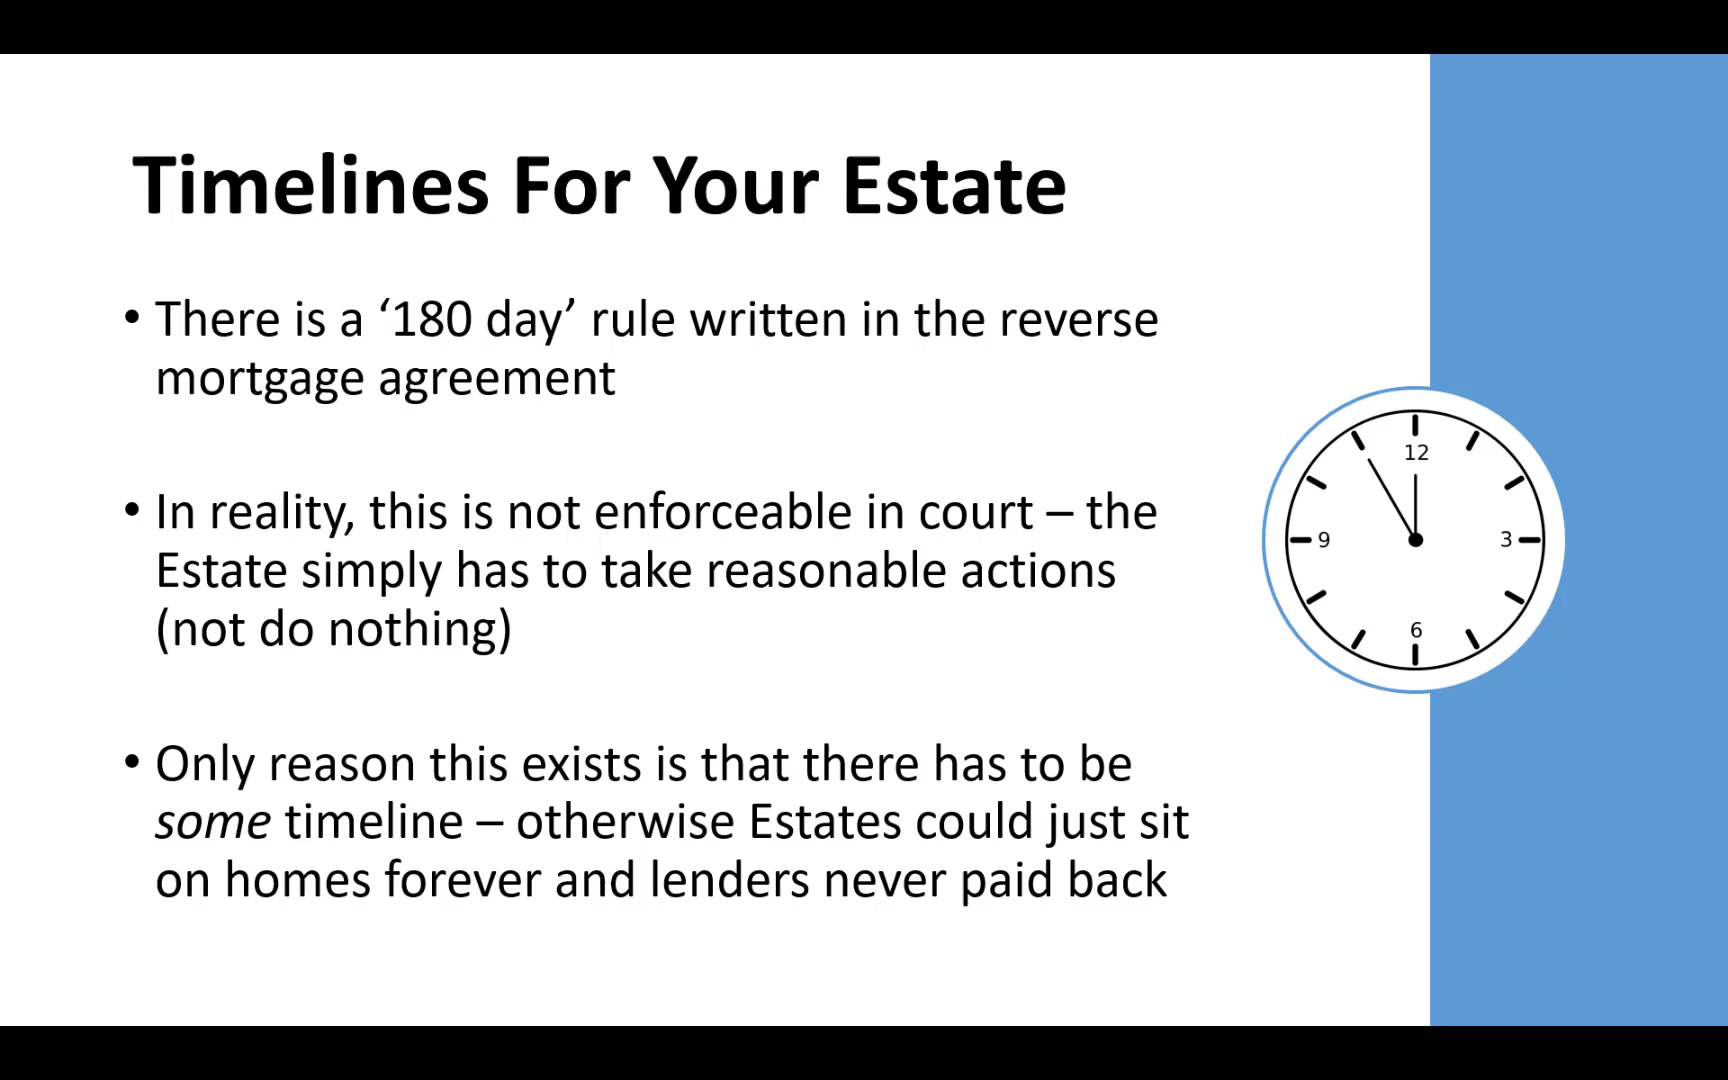 Timelines For Your Estate
• There is a ‘180 day’ rule written in the reverse
mortgage agreement
• In reality, this is not enforceable in court – the
Estate simply has to take reasonable actions
(not do nothing)
• Only reason this exists is that there has to be
some timeline – otherwise Estates could just sit
on homes forever and lenders never paid back
12
9
3
6